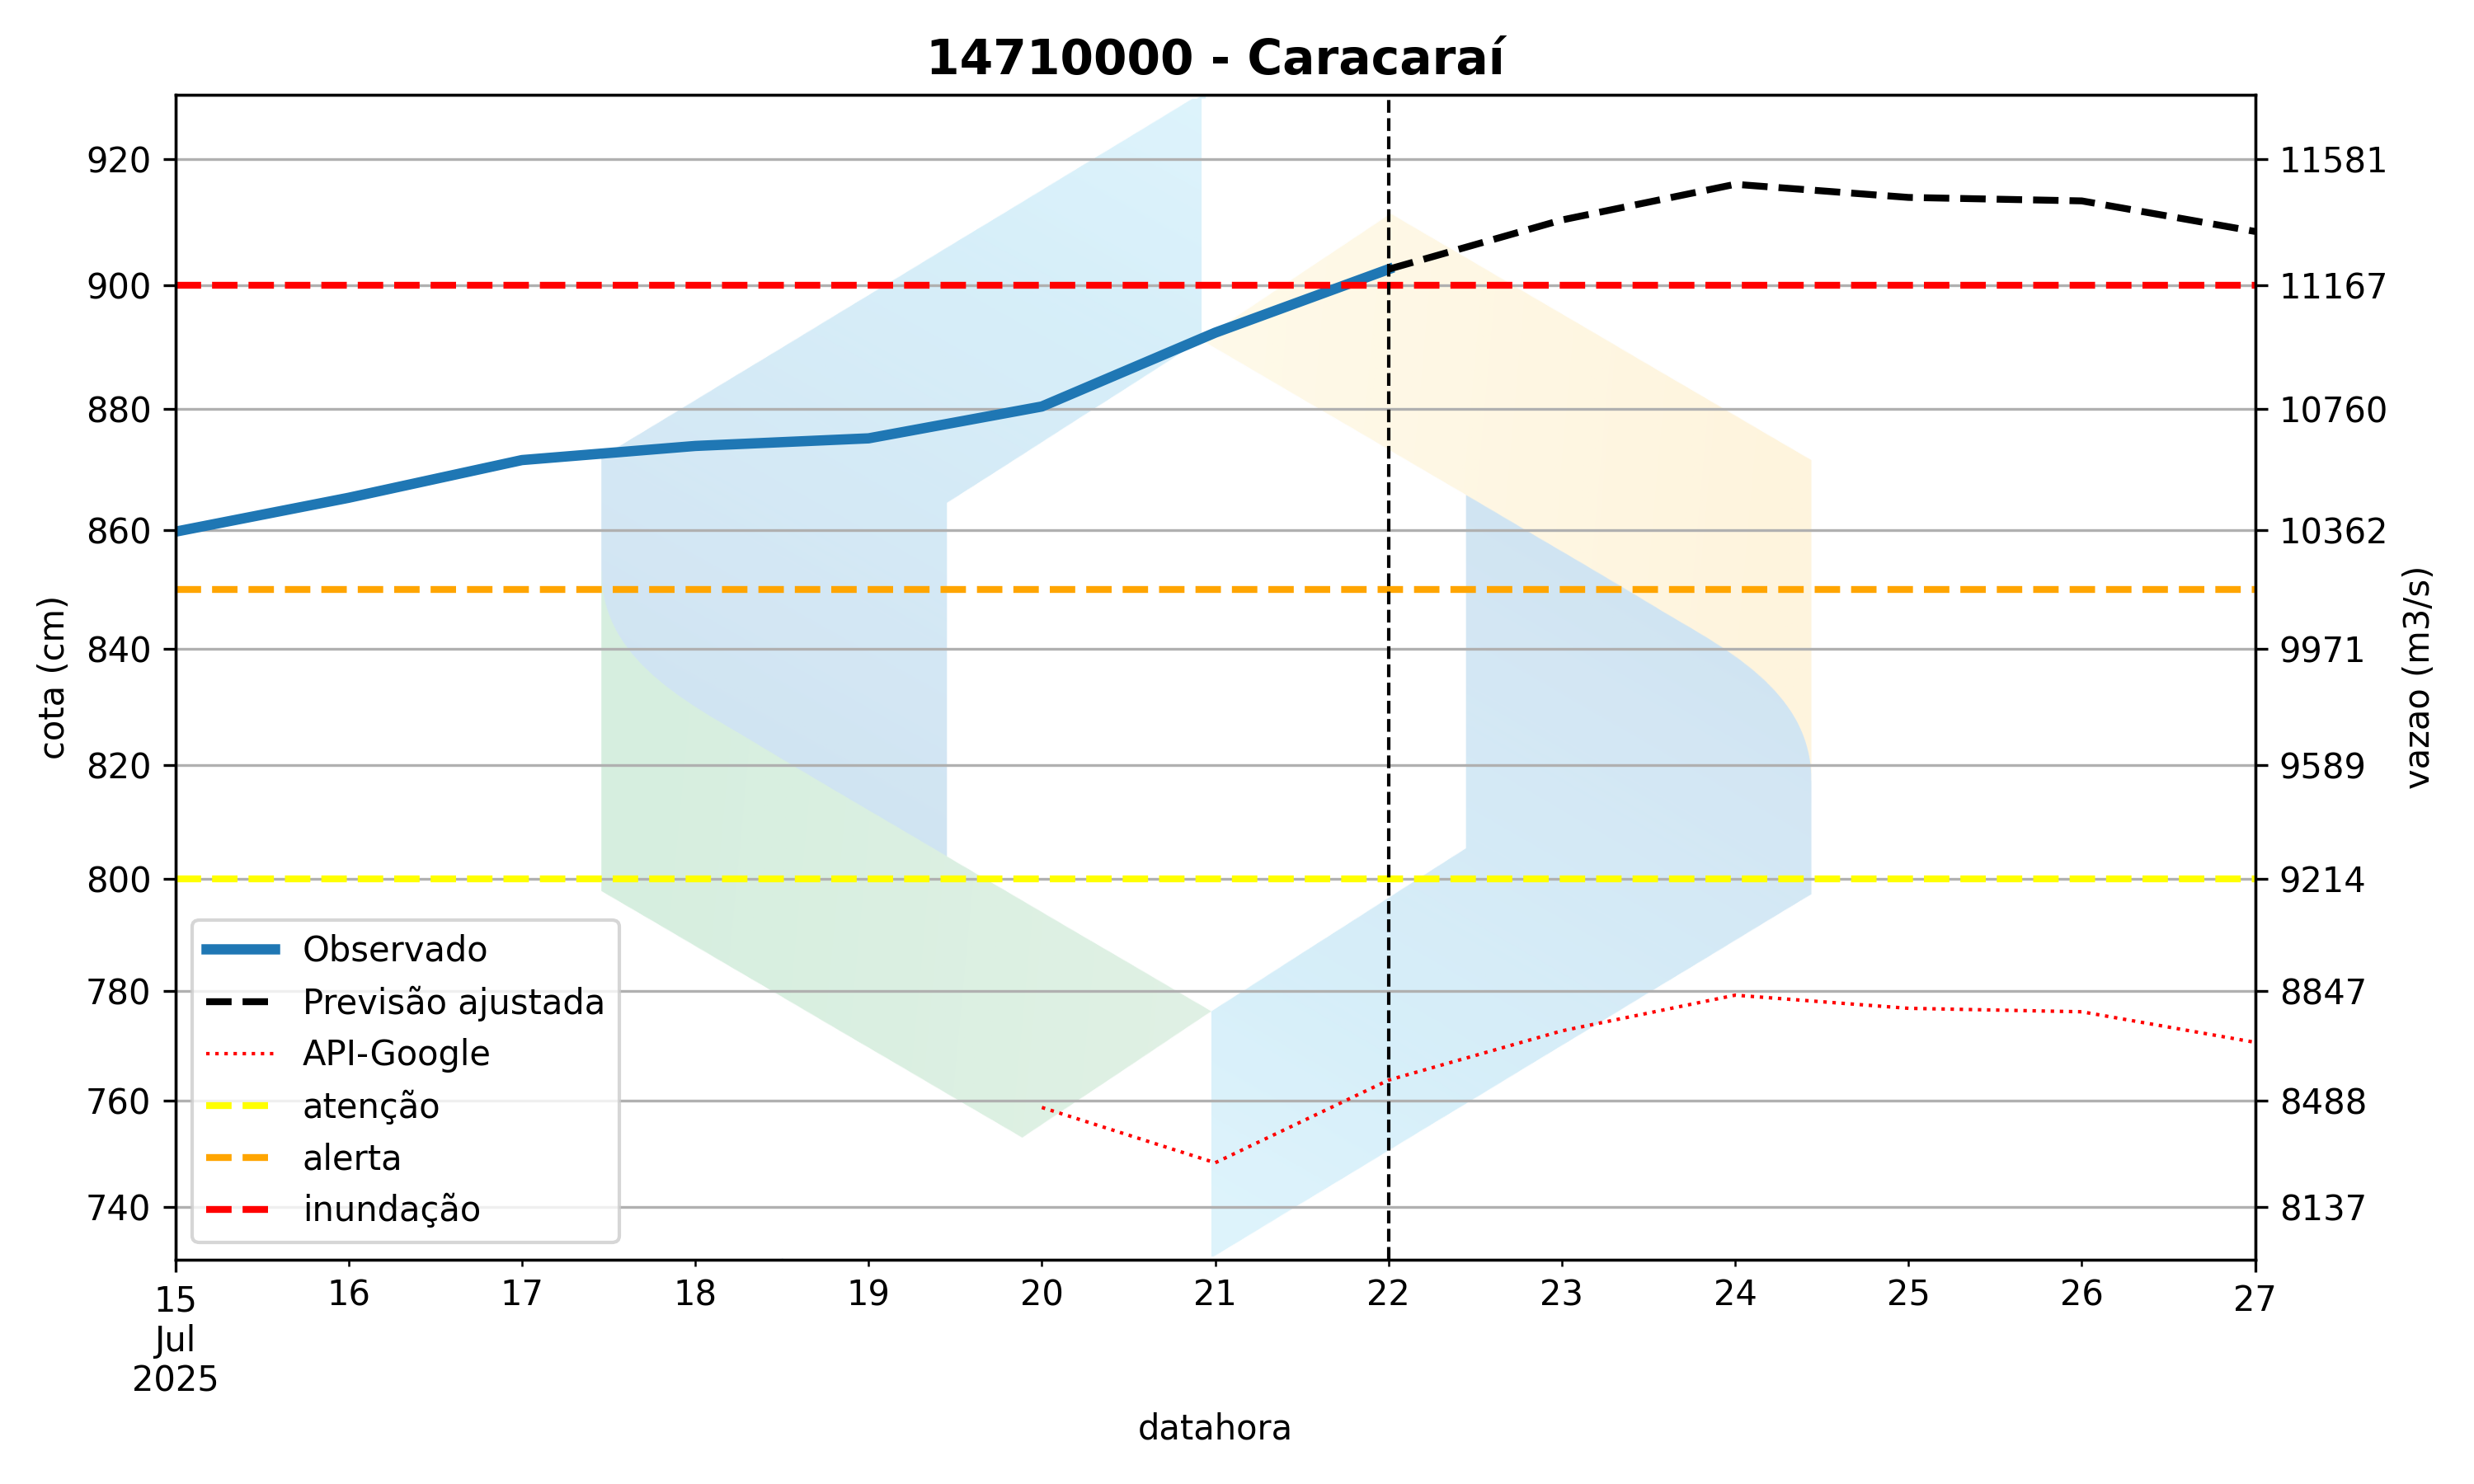 14710000 - Caracaraí
920
900
880
860
840
820
800
780
760
740
cota (cm)
11581
11167
10760
10362
9971
9589
9214
8847
8488
8137
vazao (m3/s)
Observado
Previsão ajustada
API-Google
atenção
alerta
inundação
15 16 17 18 19 20 21 22 23 24 25 26 27
Jul
2025
datahora